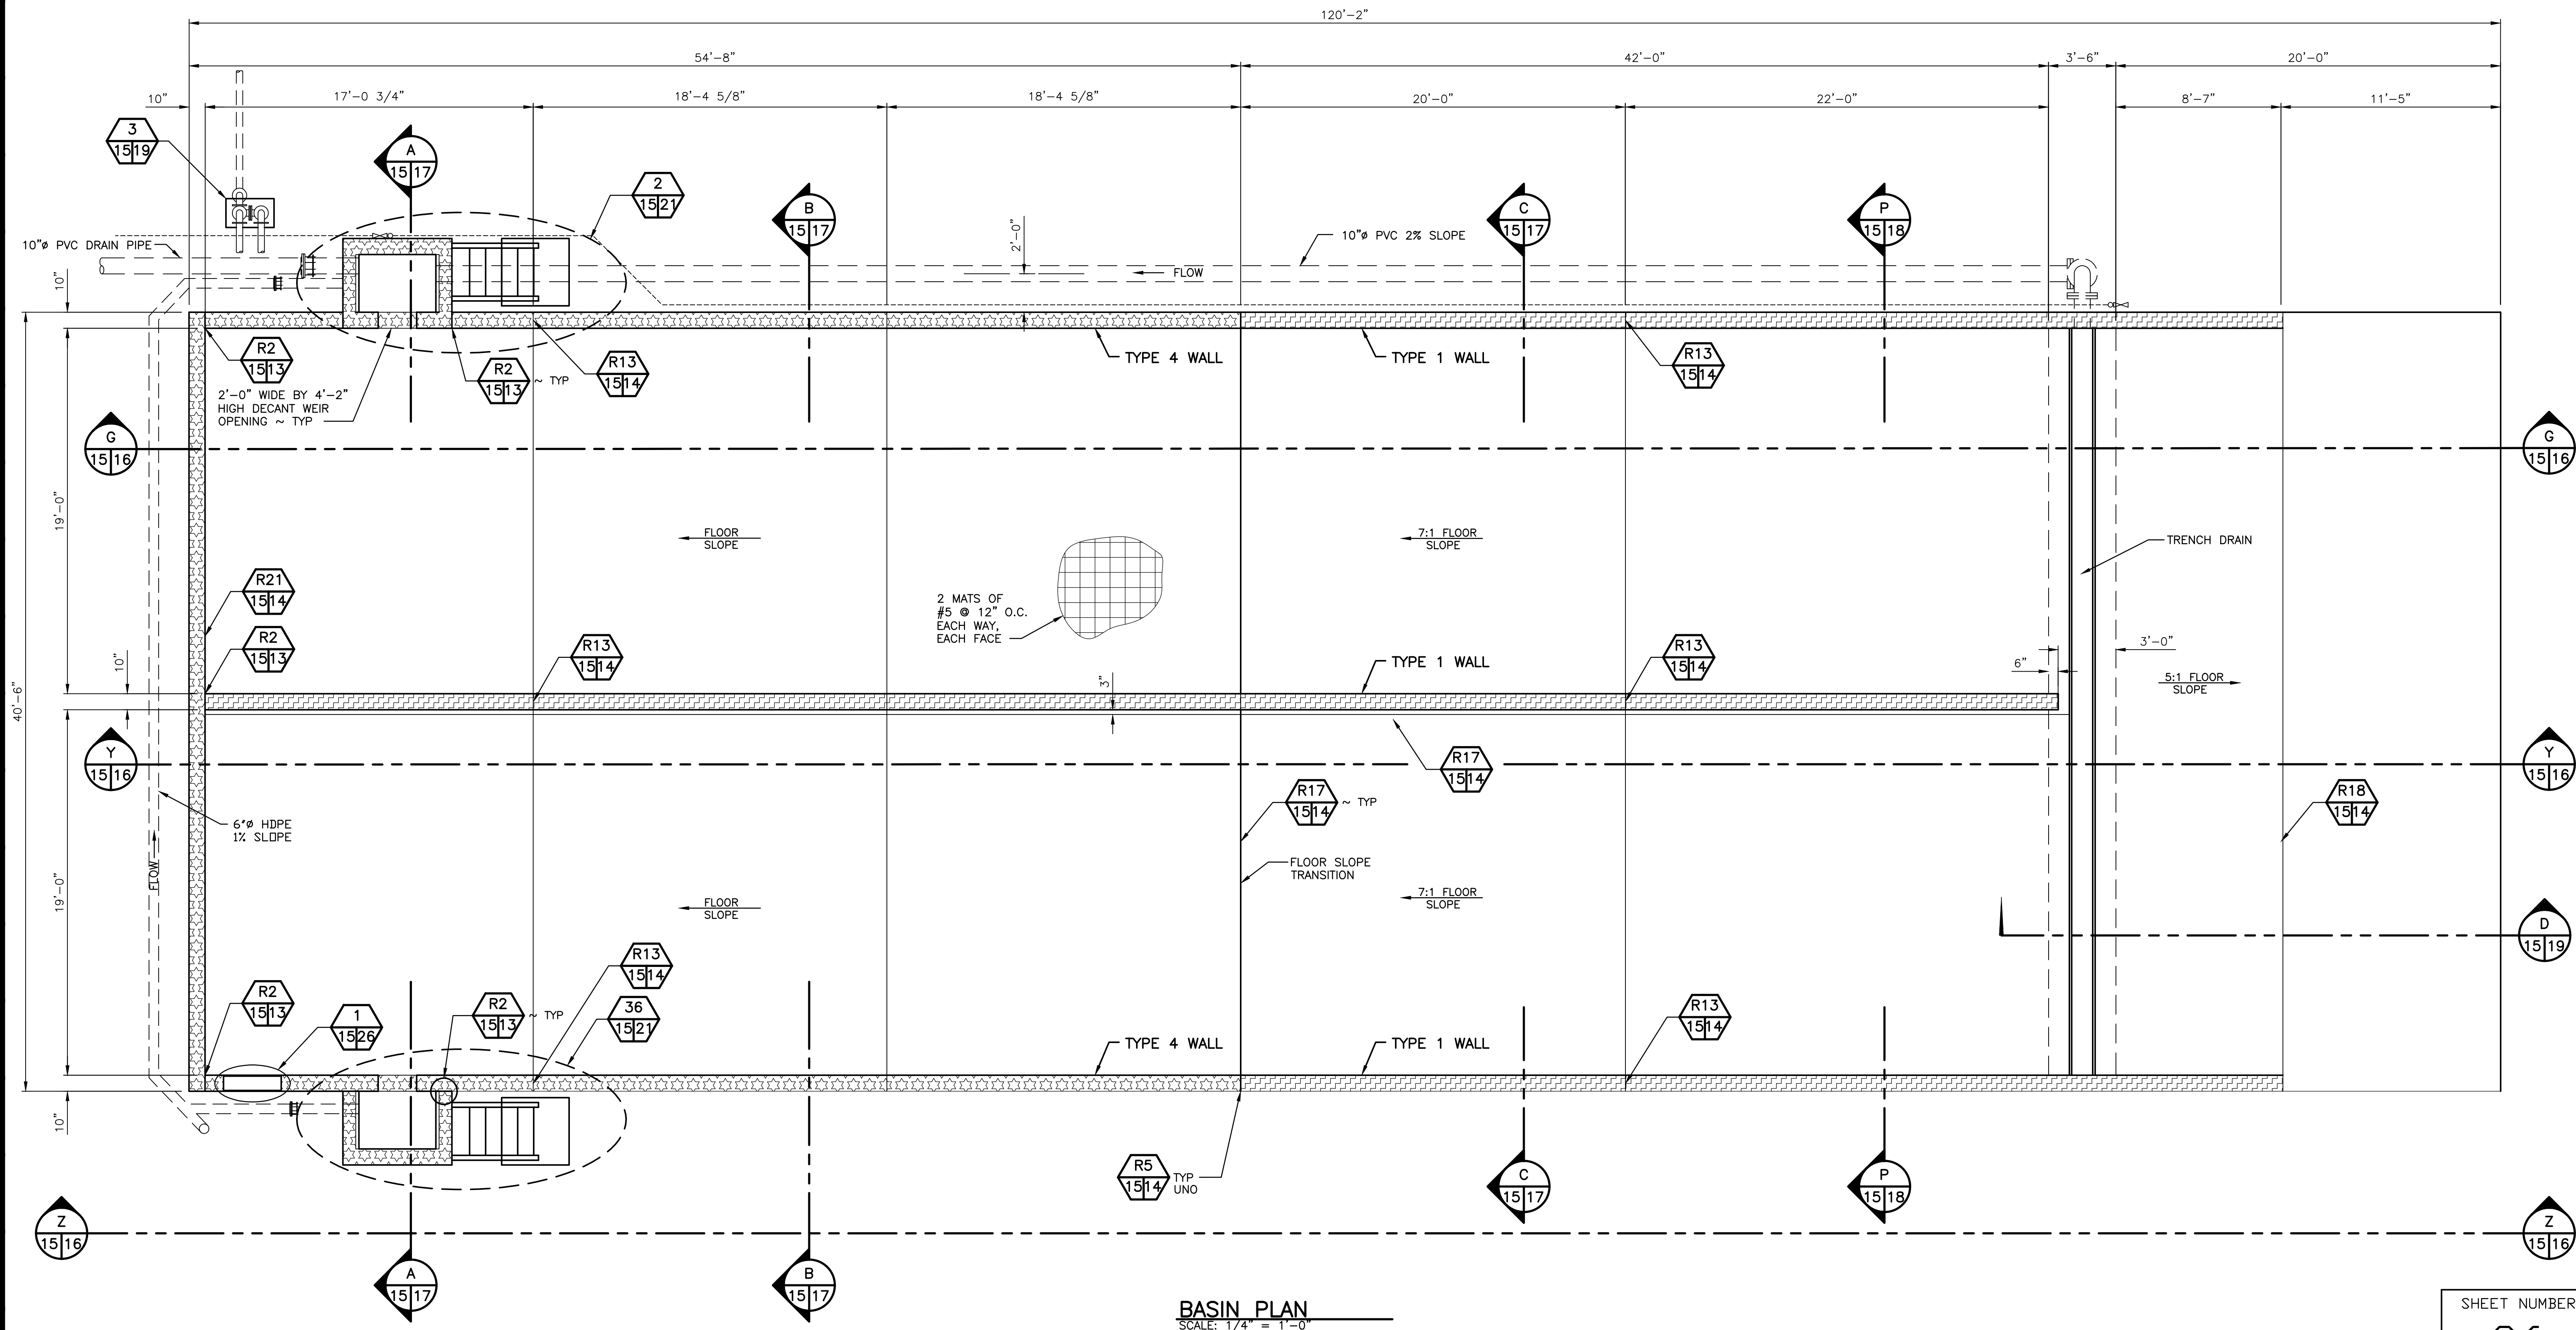 120'-2"
54'-8"
42'-0"
3'-6"
20'-0"
10"
17'-0 3/4"
18'-4 5/8"
18'-4 5/8"
20'-0"
22'-0"
8'-7"
11'-5"
3
15 19
A
15 17
2
15 21
B
15 17
C
15 17
P
15 18
10"ø PVC DRAIN PIPE
2'-0"
10"ø PVC 2% SLOPE
FLOW
10"
R2
15 13
R2
15 13
~ TYP
R13
15 14
TYPE 4 WALL
TYPE 1 WALL
R13
15 14
2'-0" WIDE BY 4'-2"
HIGH DECANT WEIR
OPENING ~ TYP
G
15 16
G
15 16
19'-0"
FLOOR
SLOPE
7:1 FLOOR
SLOPE
TRENCH DRAIN
R21
15 14
2 MATS OF
#5 @ 12" O.C.
EACH WAY,
EACH FACE
R2
15 13
R13
15 14
TYPE 1 WALL
R13
15 14
3'-0"
6"
10"
3"
5:1 FLOOR
SLOPE
40'-6"
Y
15 16
R17
15 14
Y
15 16
R17
15 14
~ TYP
R18
15 14
6"ø HDPE
1% SLOPE
FLOW
FLOOR SLOPE
TRANSITION
19'-0"
FLOOR
SLOPE
7:1 FLOOR
SLOPE
D
15 19
R13
15 14
R2
15 13
1
15 26
R2
15 13
~ TYP
36
15 21
R13
15 14
TYPE 4 WALL
TYPE 1 WALL
10"
R5
15 14
TYP
UNO
C
15 17
P
15 18
Z
15 16
Z
15 16
A
15 17
B
15 17
BASIN PLAN
SCALE: 1/4" = 1'-0"
SHEET NUMBER